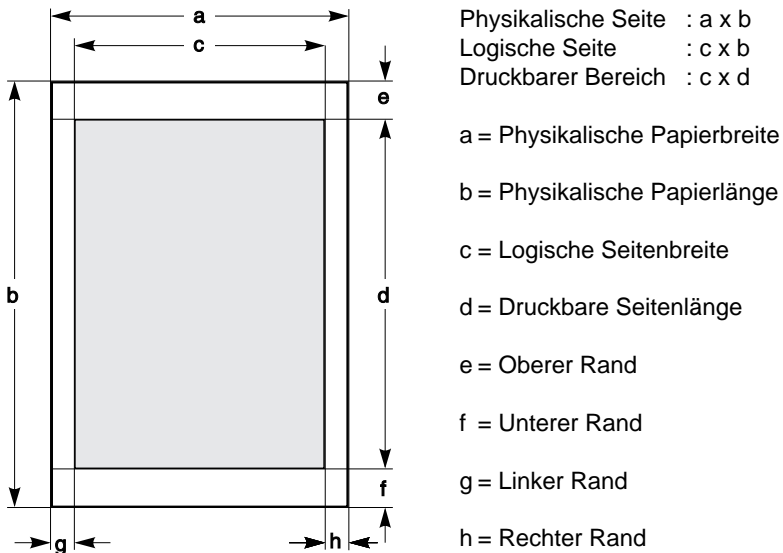 a
c
e
b
d
f
g
h
Physikalische Seite : a x b
Logische Seite : c x b
Druckbarer Bereich : c x d
a = Physikalische Papierbreite
b = Physikalische Papierlänge
c = Logische Seitenbreite
d = Druckbare Seitenlänge
e = Oberer Rand
f = Unterer Rand
g = Linker Rand
h = Rechter Rand